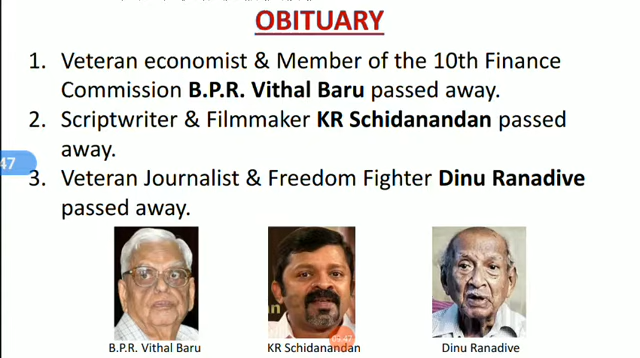 OBITUARY
1. Veteran economist & Member of the 10th Finance
Commission B.P.R. Vithal Baru passed away.
2. Scriptwriter & Filmmaker KR Schidanandan passed
away.
47
3. Veteran Journalist & Freedom Fighter Dinu Ranadive
passed away.
B.P.R. Vithal Baru KR Schidanandan Dinu Ranadive